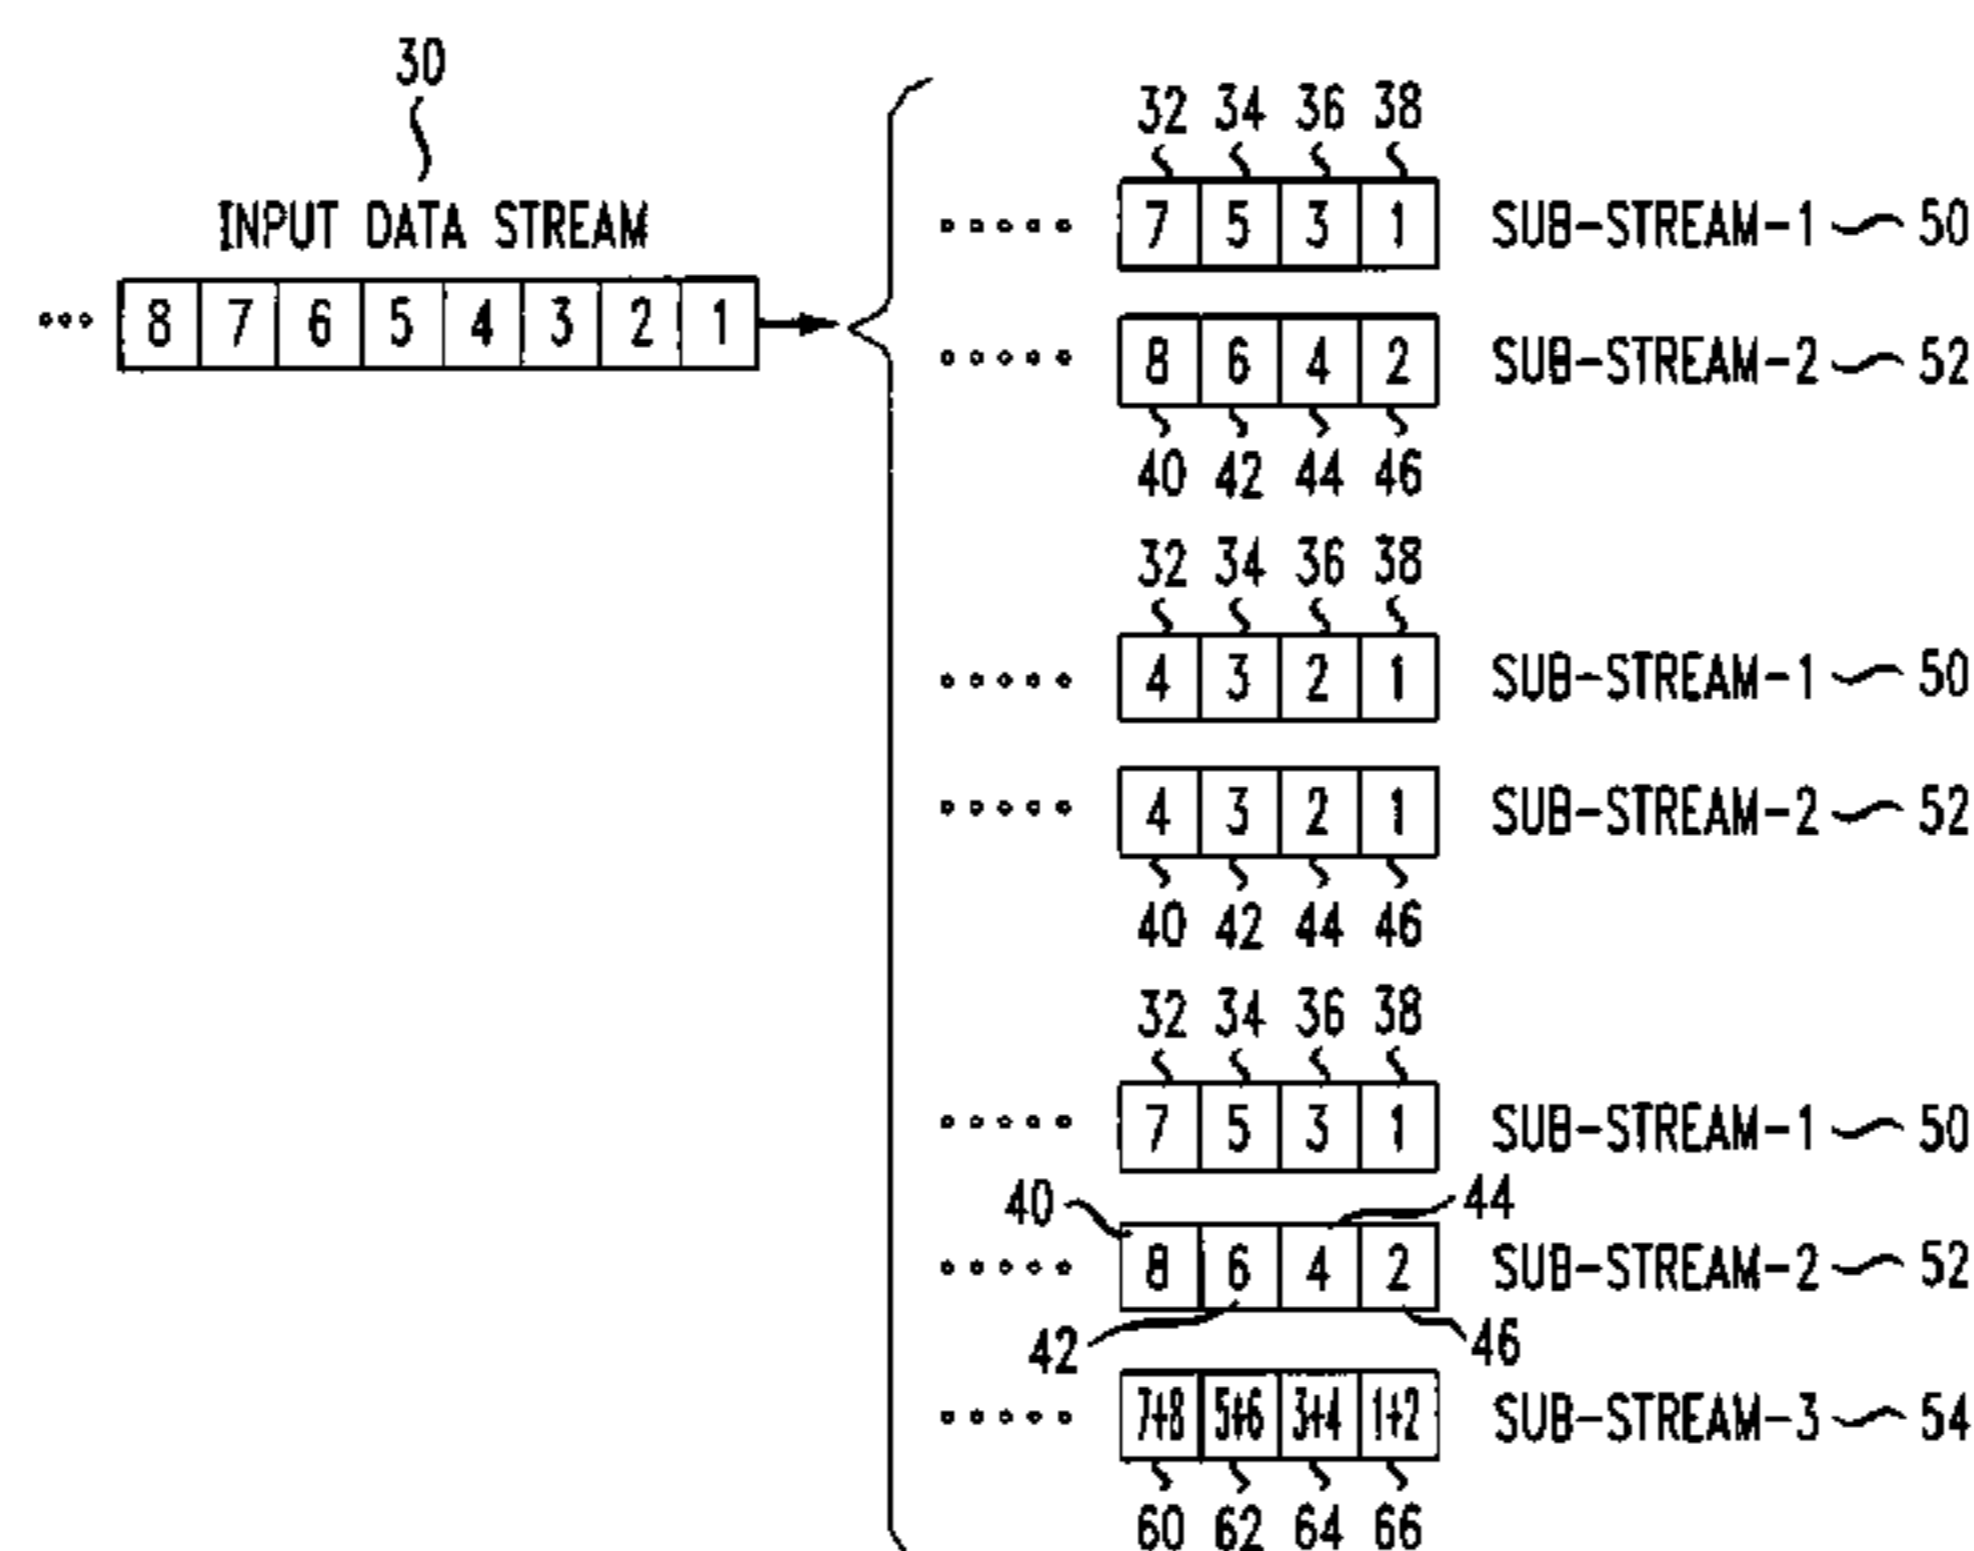 30
INPUT DATA STREAM
8 7 6 5 4 3 2 1
32 34 36 38
7 5 3 1 SUB-STREAM-1 50
8 6 4 2 SUB-STREAM-2 52
40 42 44 46
32 34 36 38
4 3 2 1 SUB-STREAM-1 50
4 3 2 1 SUB-STREAM-2 52
40 42 44 46
32 34 36 38
7 5 3 1 SUB-STREAM-1 50
40 44
8 6 4 2 SUB-STREAM-2 52
42 46
7+8 5+6 3+4 1+2 SUB-STREAM-3 54
60 62 64 66